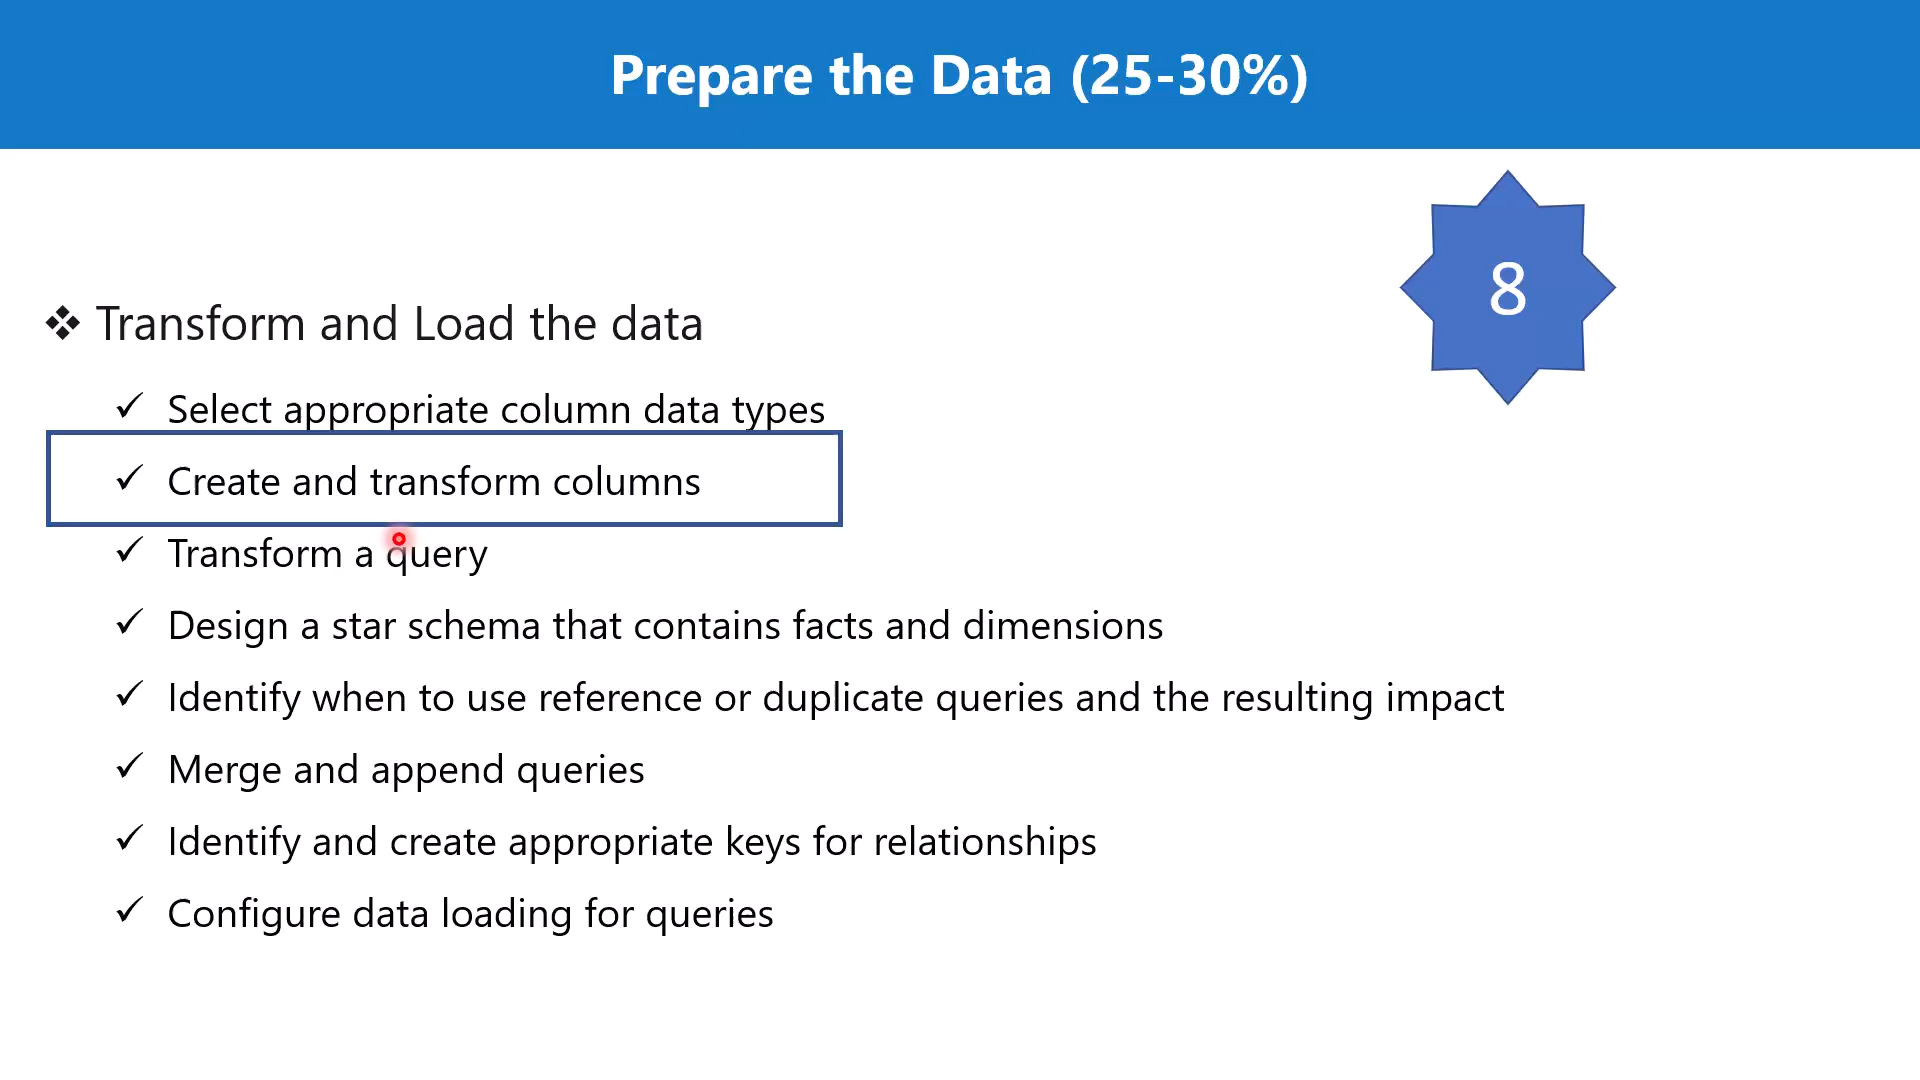 Prepare the Data (25-30%)
8
❖ Transform and Load the data
✓ Select appropriate column data types
✓ Create and transform columns
✓ Transform a query
✓ Design a star schema that contains facts and dimensions
✓ Identify when to use reference or duplicate queries and the resulting impact
✓ Merge and append queries
✓ Identify and create appropriate keys for relationships
✓ Configure data loading for queries